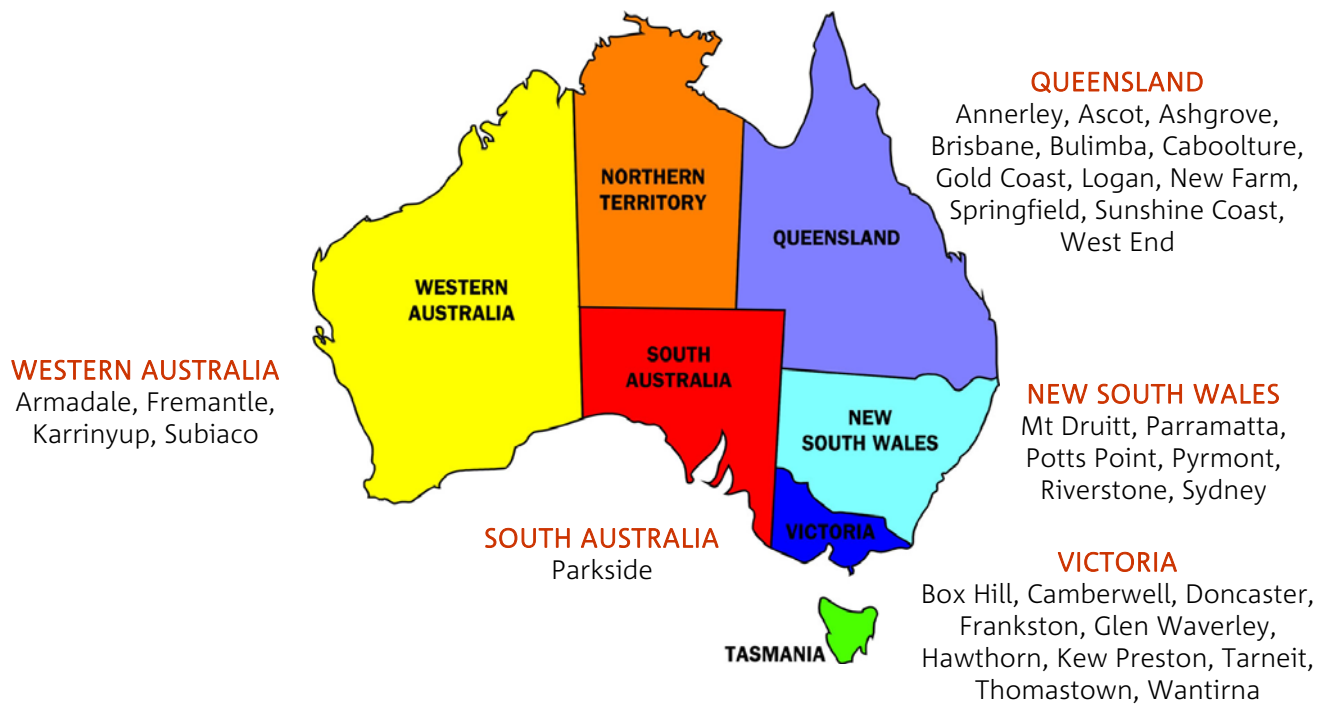 NORTHERN
TERRITORY
QUEENSLAND
WESTERN
AUSTRALIA
SOUTH
AUSTRALIA
NEW
SOUTH WALES
VICTORIA
TASMANIA
QUEENSLAND
Annerley, Ascot, Ashgrove,
Brisbane, Bulimba, Caboolture,
Gold Coast, Logan, New Farm,
Springfield, Sunshine Coast,
West End
WESTERN AUSTRALIA
Armadale, Fremantle,
Karrinyup, Subiaco
NEW SOUTH WALES
Mt Druitt, Parramatta,
Potts Point, Pyrmont,
Riverstone, Sydney
SOUTH AUSTRALIA
Parkside
VICTORIA
Box Hill, Camberwell, Doncaster,
Frankston, Glen Waverley,
Hawthorn, Kew Preston, Tarneit,
Thomastown, Wantirna